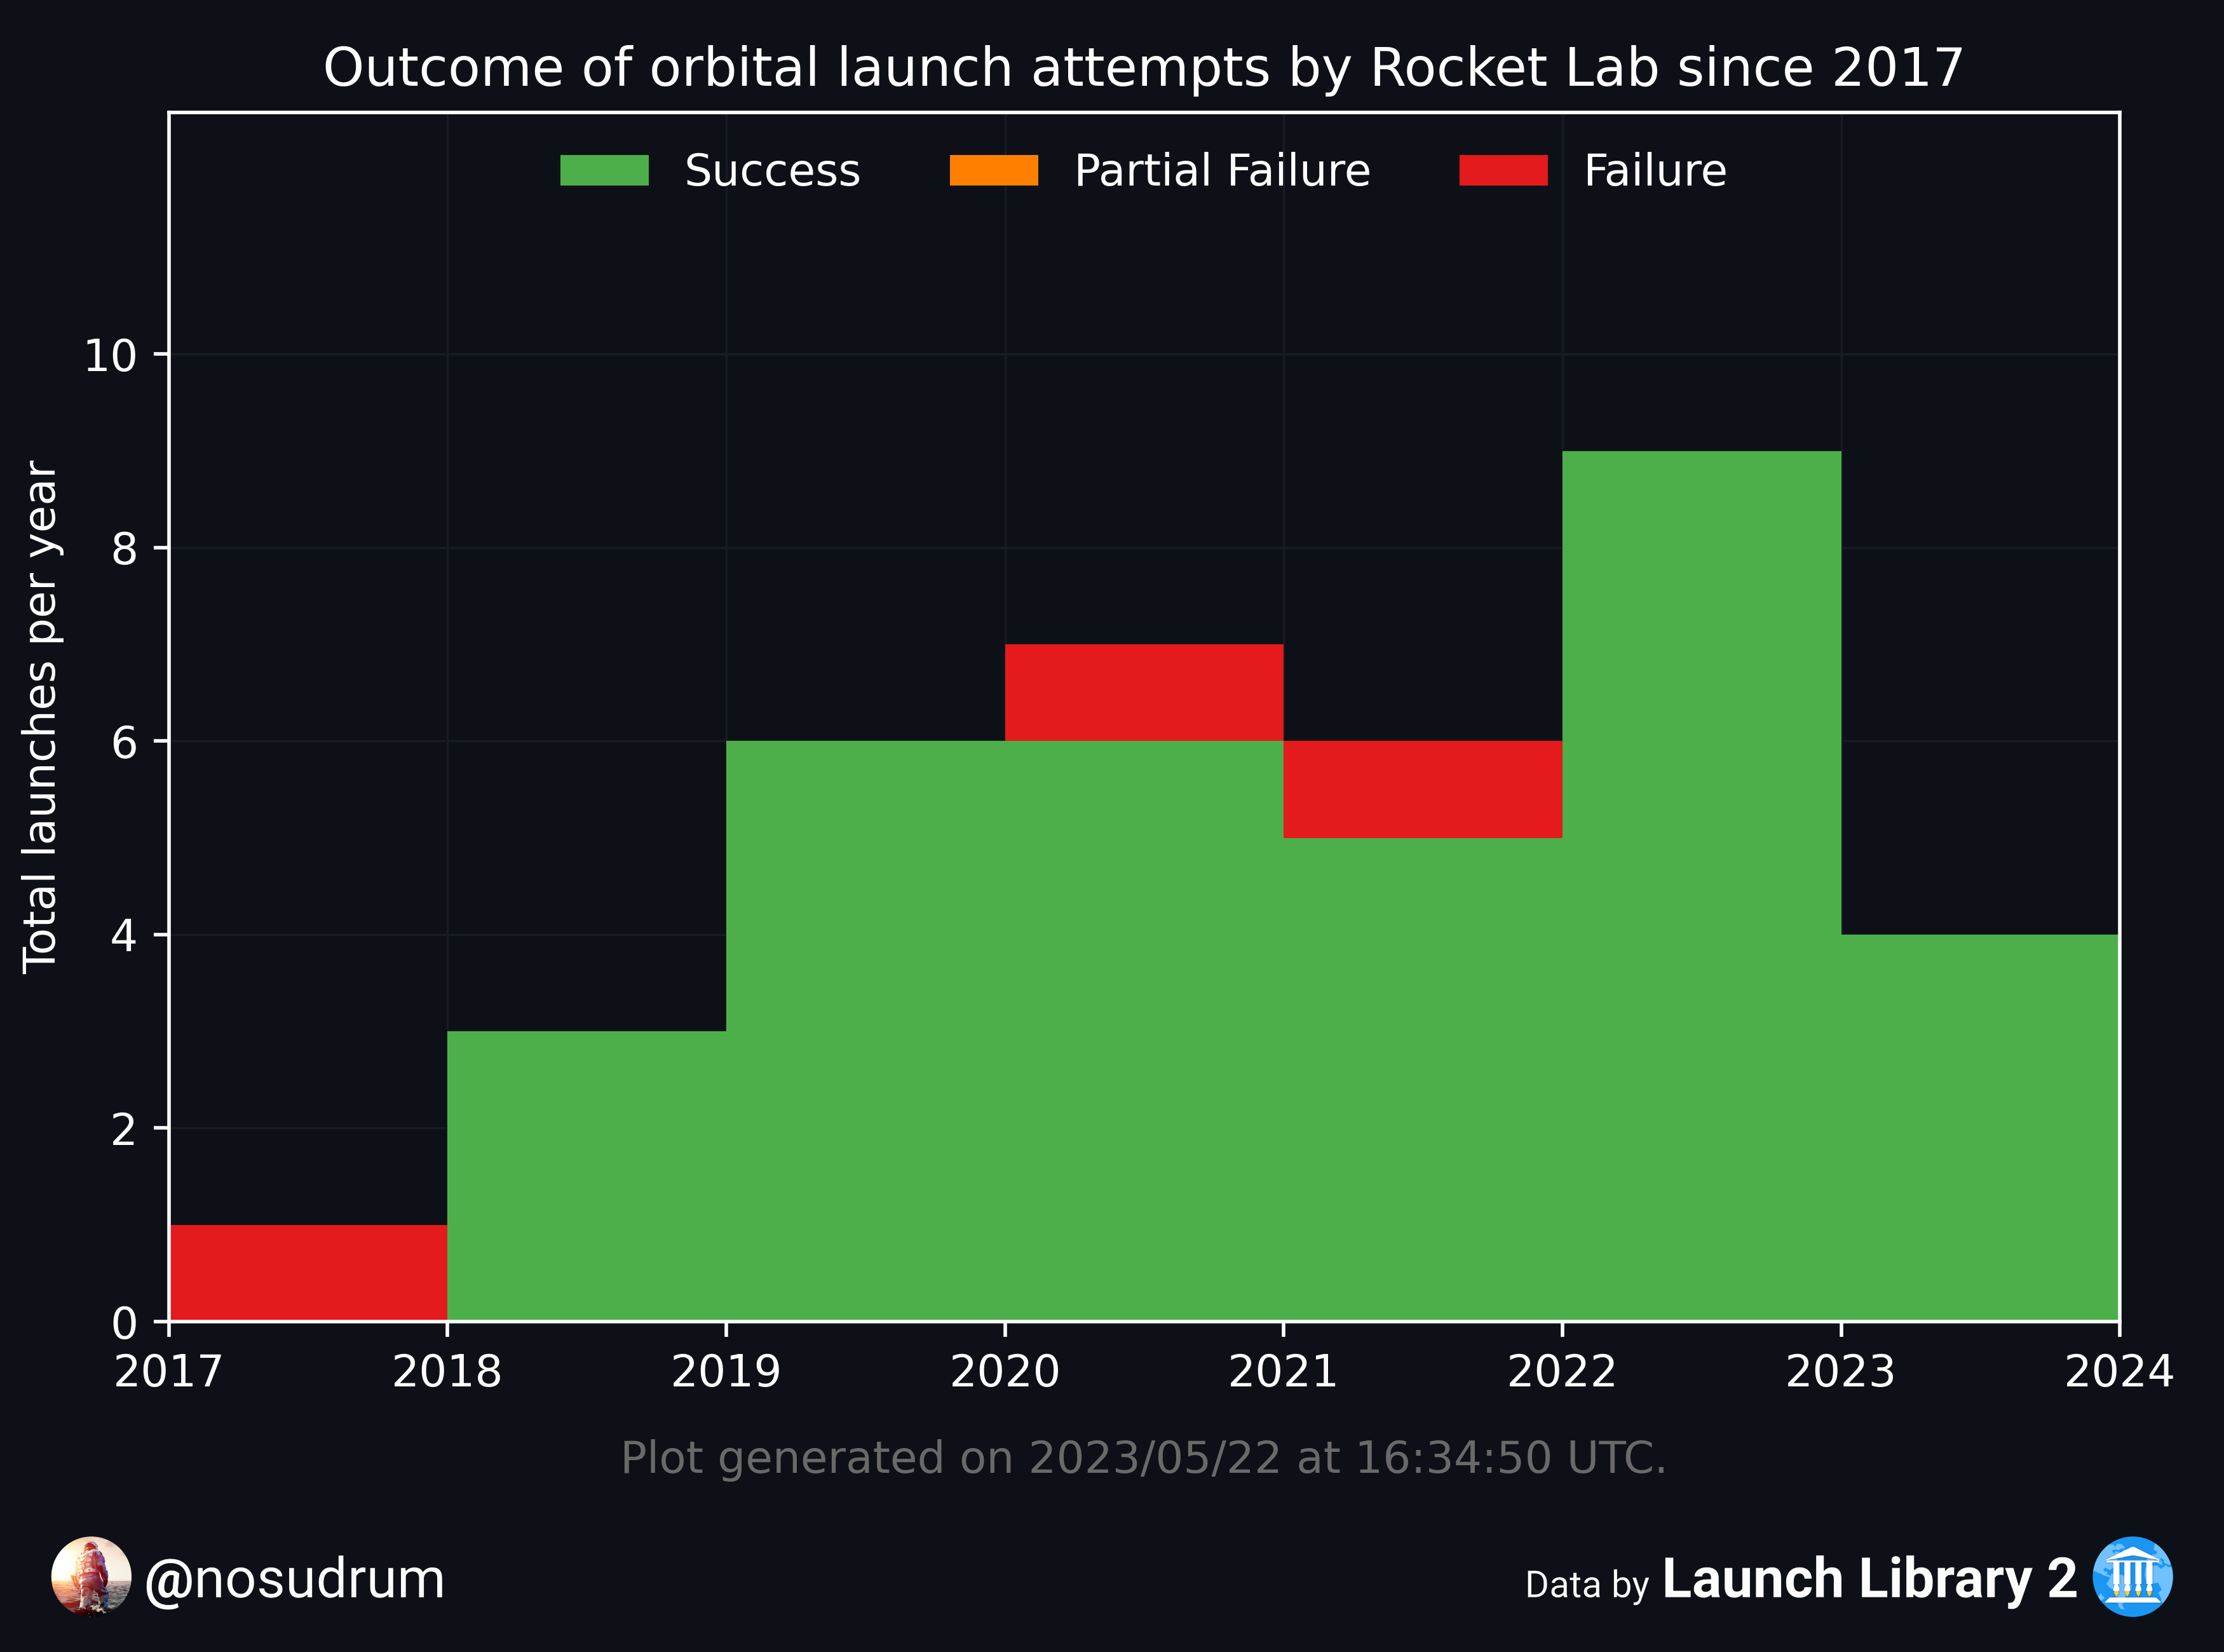 Outcome of orbital launch attempts by Rocket Lab since 2017
Success Partial Failure Failure
Total launches per year
10
8
6
4
2
0
2017 2018 2019 2020 2021 2022 2023 2024
Plot generated on 2023/05/22 at 16:34:50 UTC.
@nosudrum
Data by Launch Library 2